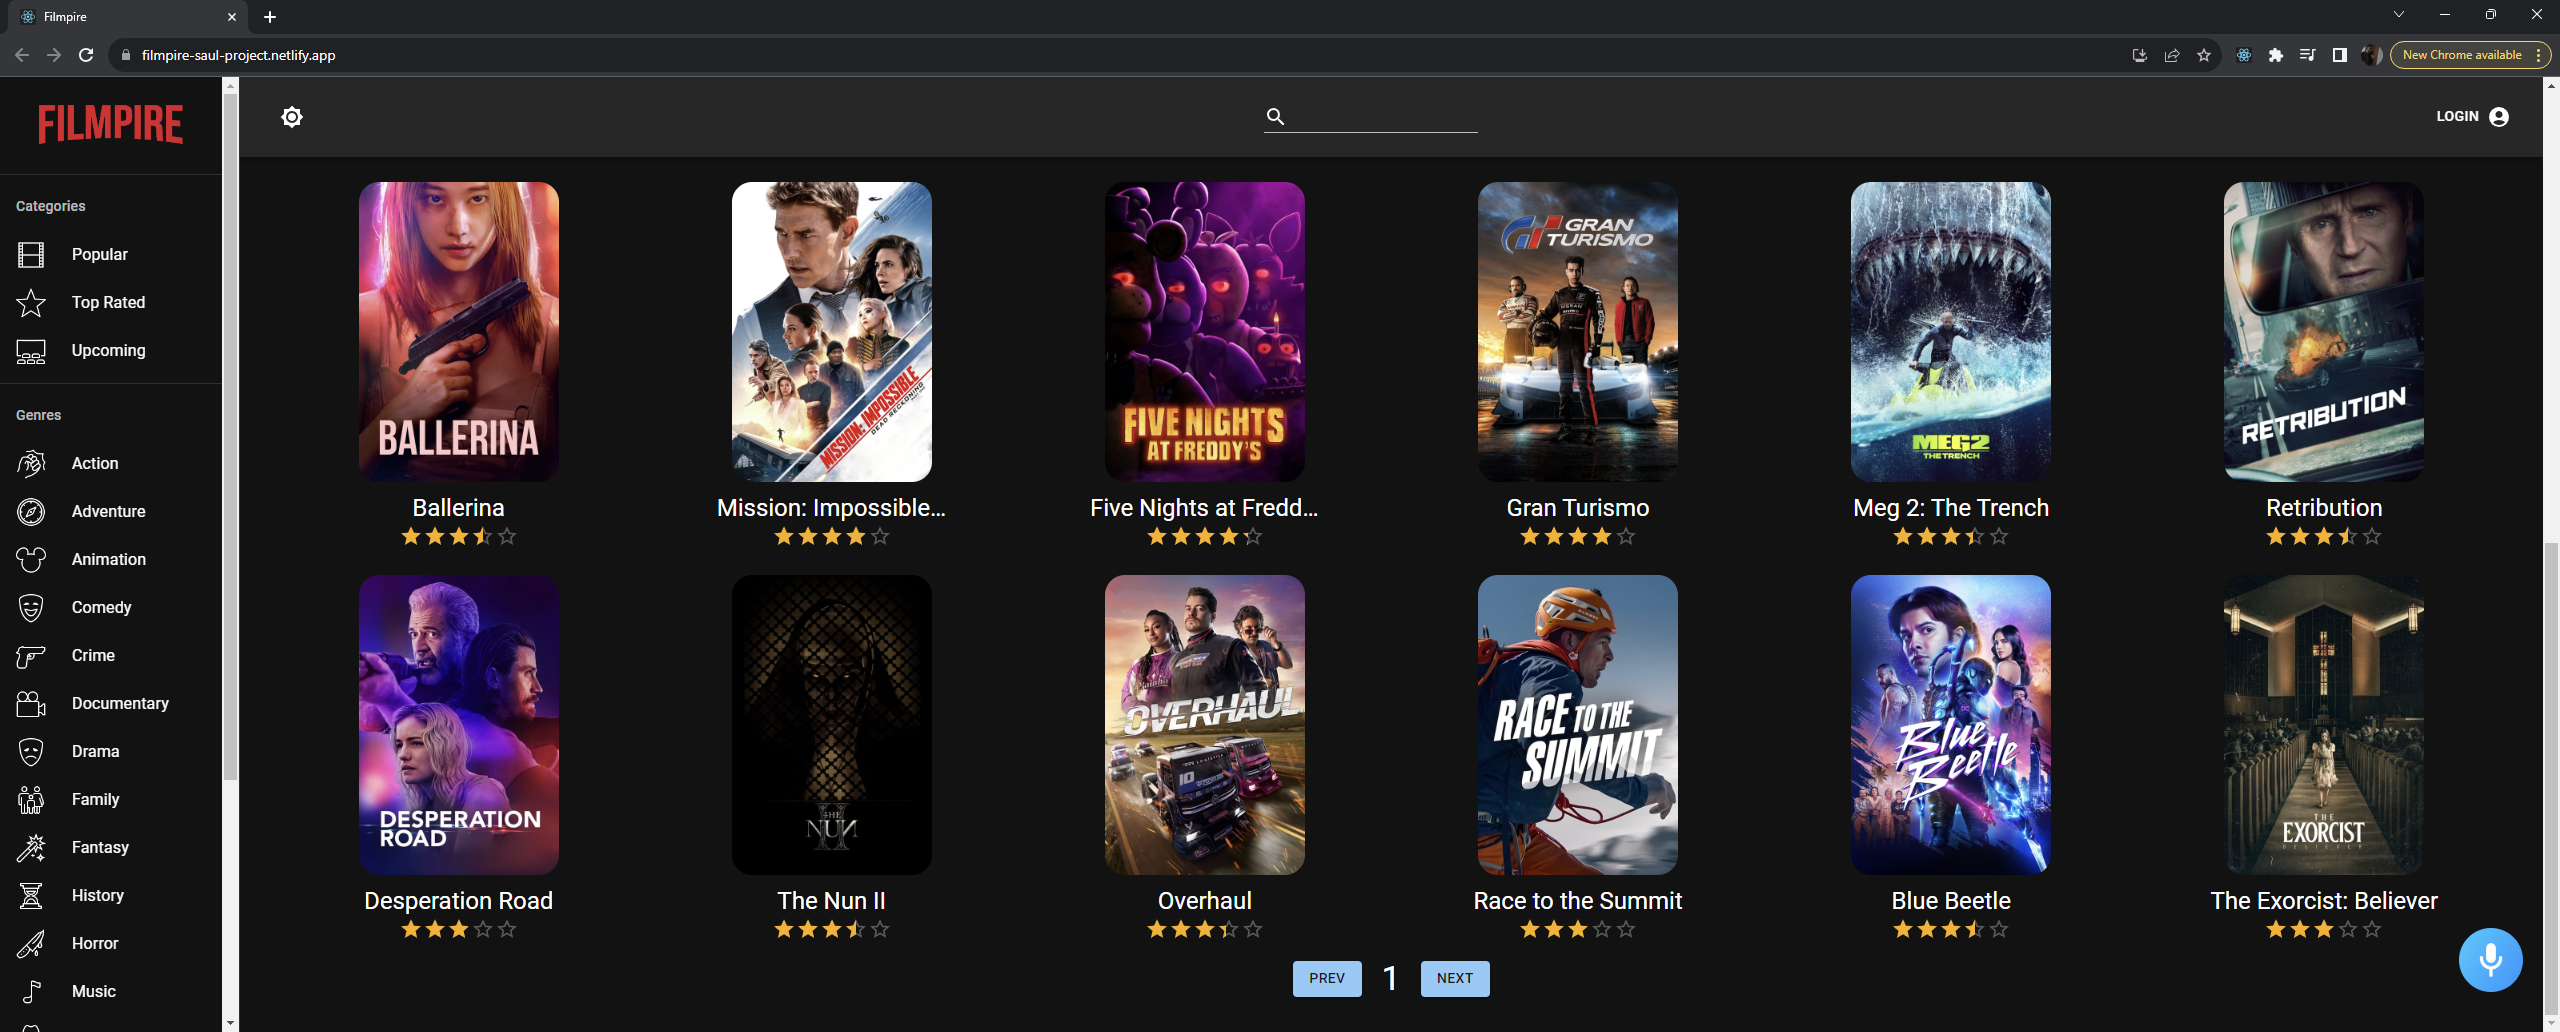 Filmpire
filmpire-saul-project.netlify.app
New Chrome available
FILMPIRE
LOGIN
Categories
Popular
Top Rated
Upcoming
Genres
Action
Adventure
Animation
Comedy
Crime
Documentary
Drama
Family
Fantasy
History
Horror
Music
BALLERINA
MISSION: IMPOSSIBLE
DEAD RECKONING
FIVE NIGHTS
AT FREDDY'S
GRAN
TURISMO
MEG2
THE TRENCH
RETRIBUTION
Ballerina
Mission: Impossible...
Five Nights at Fredd...
Gran Turismo
Meg 2: The Trench
Retribution
DESPERATION
ROAD
THE
NUN
II
OVERHAUL
10
RACE TO THE
SUMMIT
Blue
Beetle
THE
EXORCIST
BELIEVER
Desperation Road
The Nun II
Overhaul
Race to the Summit
Blue Beetle
The Exorcist: Believer
PREV
1
NEXT